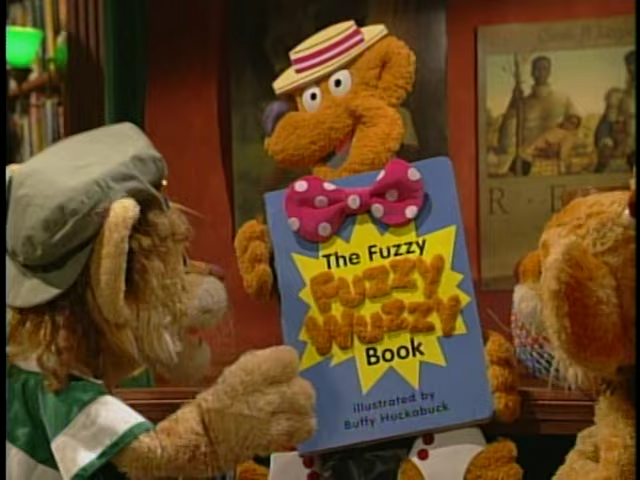 The Fuzzy
FUZZY
WUZZY
Book
illustrated by
Buffy Huckabuck
R E